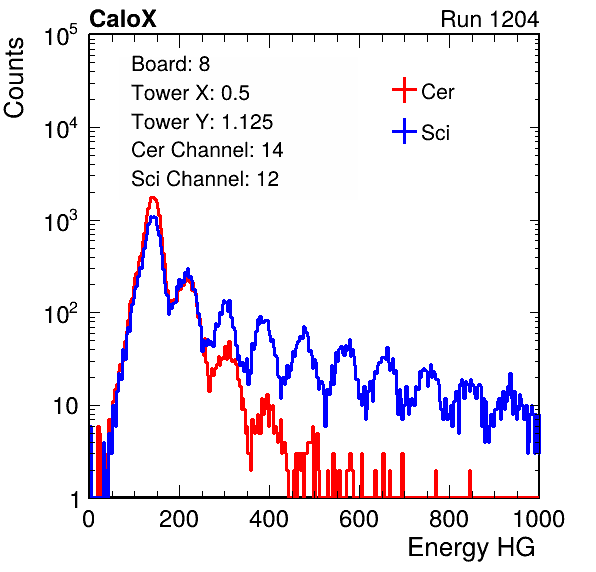 CaloX Run 1204
Counts
10^5
10^4
10^3
10^2
10
1
Board: 8
Tower X: 0.5
Tower Y: 1.125
Cer Channel: 14
Sci Channel: 12
Cer
Sci
0 200 400 600 800 1000
Energy HG